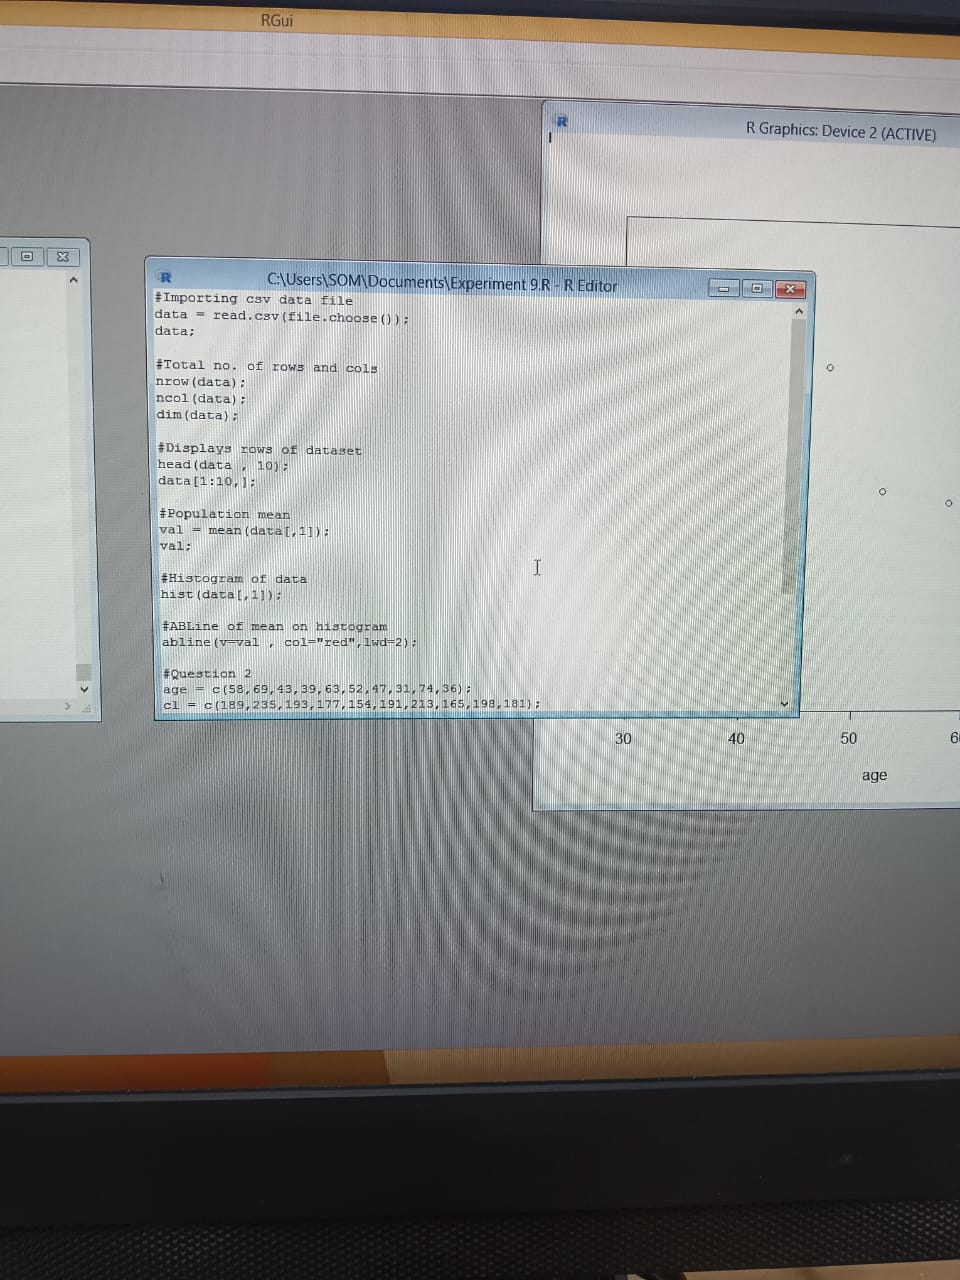 RGui
R Graphics: Device 2 (ACTIVE)
C:\Users\SOM\Documents\Experiment 9.R - R Editor
#Importing csv data file
data = read.csv(file.choose());
data;
#Total no. of rows and cols
nrow(data);
ncol(data);
dim(data);
#Displays rows of dataset
head(data , 10);
data[1:10,];
#Population mean
val = mean(data[,1]);
val;
#Histogram of data
hist(data[,1]);
#ABLine of mean on histogram
abline(v=val , col="red",lwd=2);
#Question 2
age = c(58,69,43,39,63,52,47,31,74,36);
cl = c(189,235,193,177,154,191,213,165,198,181);
30 40 50 6
age